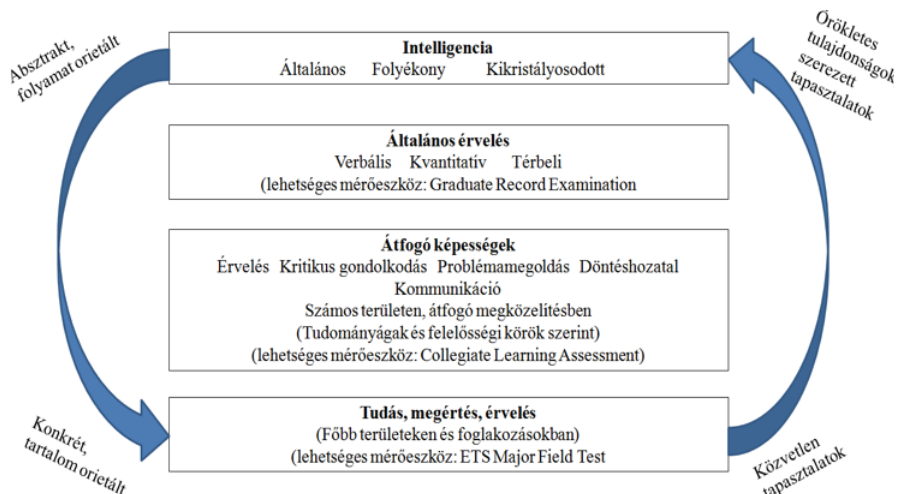 Absztrakt,
folyamat orietált
Intelligencia
Általános Folyékony Kikristályosodott
Örökletes
tulajdonságok
szerezett
tapasztalatok
Általános érvelés
Verbális Kvantitatív Térbeli
(lehetséges mérőeszköz: Graduate Record Examination
Átfogó képességek
Érvelés Kritikus gondolkodás Problémamegoldás Döntéshozatal
Kommunikáció
Számos területen, átfogó megközelítésben
(Tudományágak és felelősségi körök szerint)
(lehetséges mérőeszköz: Collegiate Learning Assessment)
Tudás, megértés, érvelés
(Főbb területeken és foglakozásokban)
(lehetséges mérőeszköz: ETS Major Field Test
Konkrét,
tartalom orietált
Közvetlen
tapasztalatok